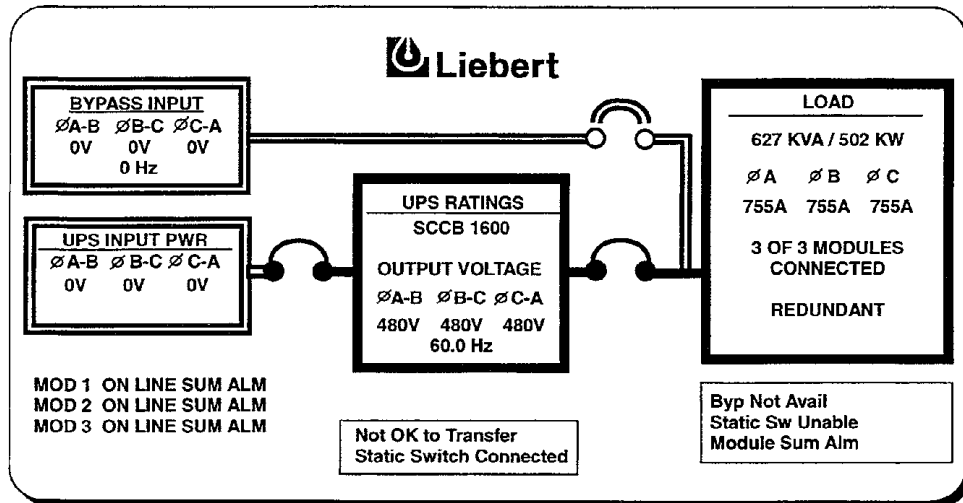 Liebert
BYPASS INPUT
ØA-B ØB-C ØC-A
0V 0V 0V
0 Hz
UPS INPUT PWR
ØA-B ØB-C ØC-A
0V 0V 0V
MOD 1 ON LINE SUM ALM
MOD 2 ON LINE SUM ALM
MOD 3 ON LINE SUM ALM
UPS RATINGS
SCCB 1600
OUTPUT VOLTAGE
ØA-B ØB-C ØC-A
480V 480V 480V
60.0 Hz
Not OK to Transfer
Static Switch Connected
LOAD
627 KVA / 502 KW
Ø A Ø B Ø C
755A 755A 755A
3 OF 3 MODULES
CONNECTED
REDUNDANT
Byp Not Avail
Static Sw Unable
Module Sum Alm